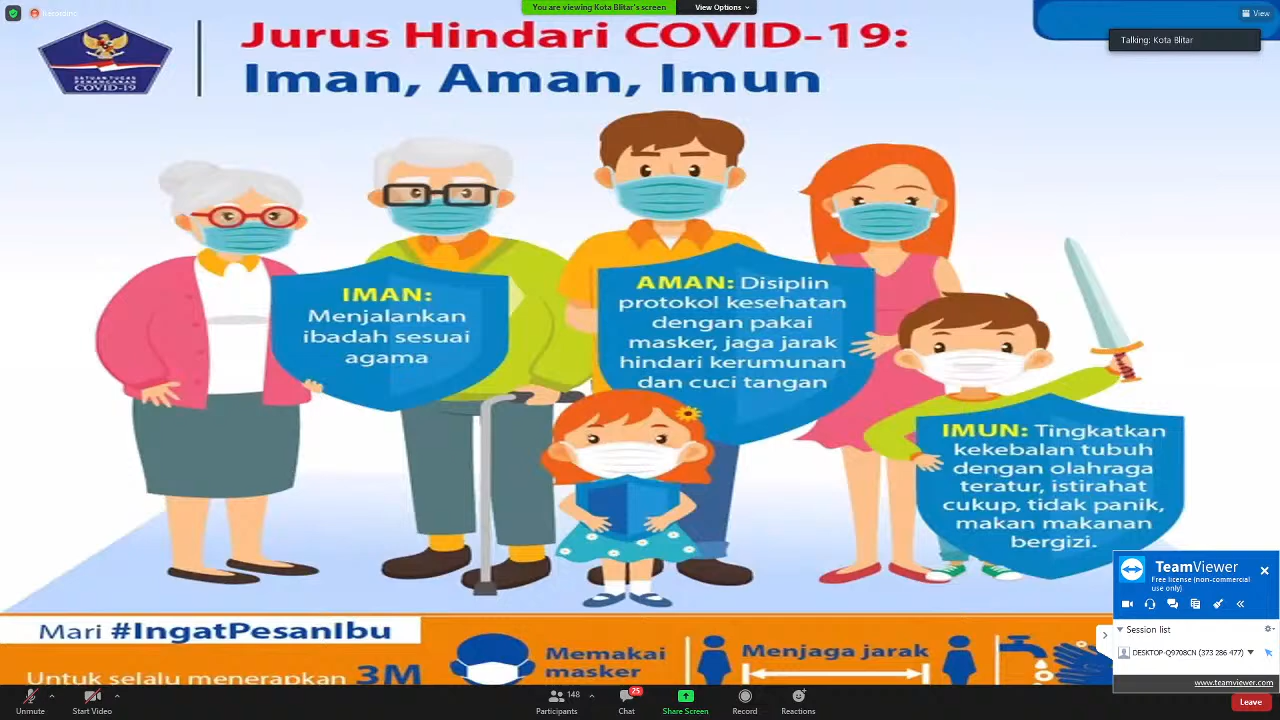 Recording
You are viewing Kota Blitar's screen
View Options
View
Talking: Kota Blitar
SATUAN TUGAS
PENANGANAN
COVID-19
Jurus Hindari COVID-19:
Iman, Aman, Imun
IMAN:
Menjalankan
ibadah sesuai
agama
AMAN: Disiplin
protokol kesehatan
dengan pakai
masker, jaga jarak
hindari kerumunan
dan cuci tangan
IMUN: Tingkatkan
kekebalan tubuh
dengan olahraga
teratur, istirahat
cukup, tidak panik,
makan makanan
bergizi.
Mari #IngatPesanIbu
Untuk selalu menerapkan 3M
Memakai
masker
Menjaga jarak
TeamViewer
Free license (non-commercial
use only)
Session list
DESKTOP-Q9708CN (373 286 477)
www.teamviewer.com
Unmute
Start Video
148
Participants
25
Chat
Share Screen
Record
Reactions
Leave